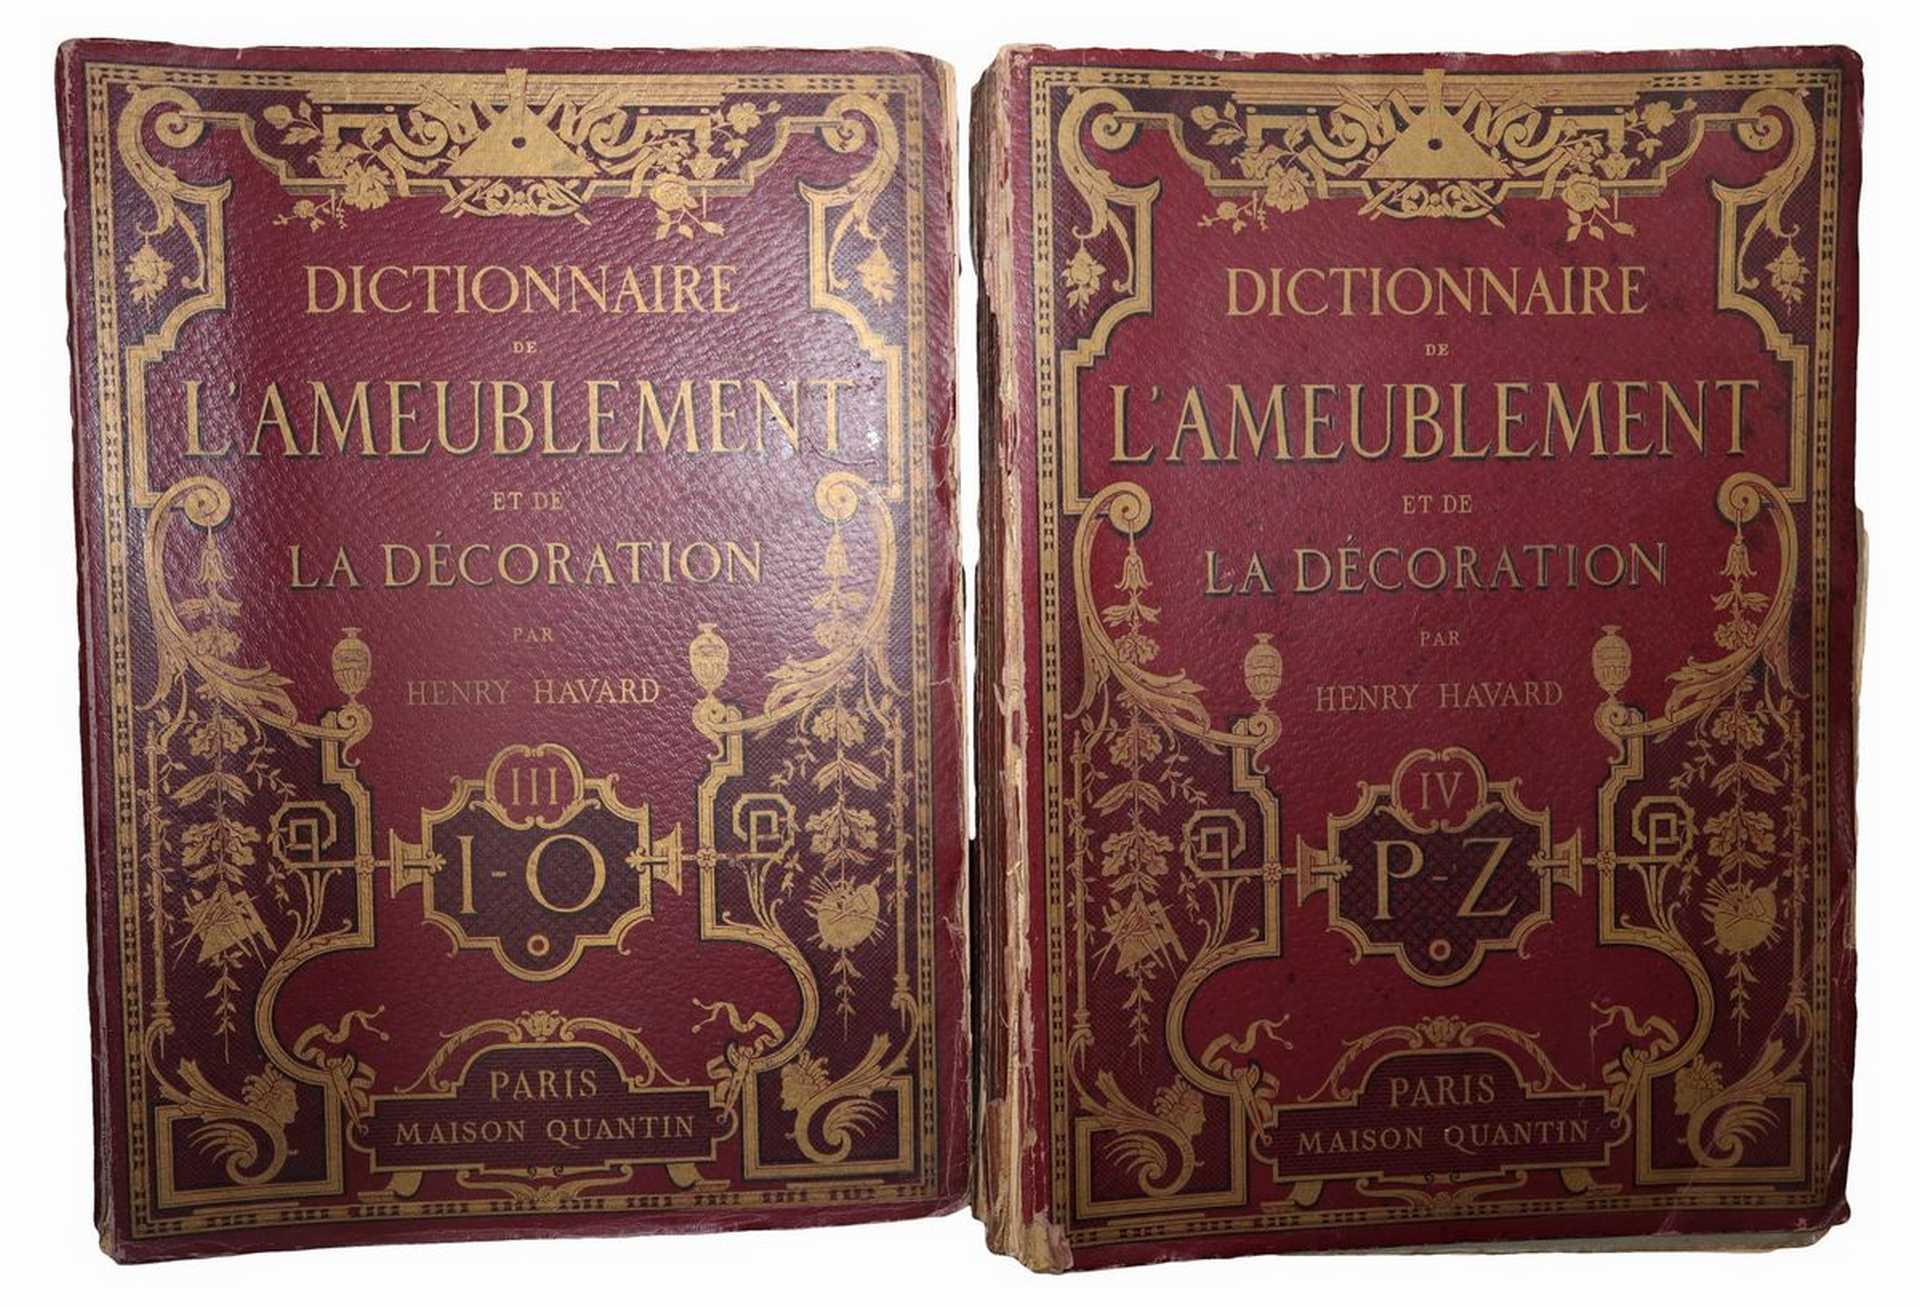 DICTIONNAIRE
DE
L'AMEUBLEMENT
ET DE
LA DÉCORATION
PAR
HENRY HAVARD
III
I-O
PARIS
MAISON QUANTIN
DICTIONNAIRE
DE
L'AMEUBLEMENT
ET DE
LA DÉCORATION
PAR
HENRY HAVARD
IV
P-Z
PARIS
MAISON QUANTIN